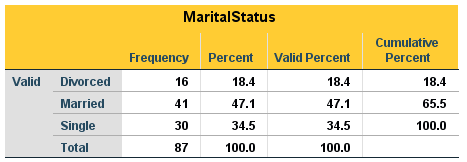 MaritalStatus
Cumulative
Frequency Percent Valid Percent Percent
Valid Divorced 16 18.4 18.4 18.4
Married 41 47.1 47.1 65.5
Single 30 34.5 34.5 100.0
Total 87 100.0 100.0